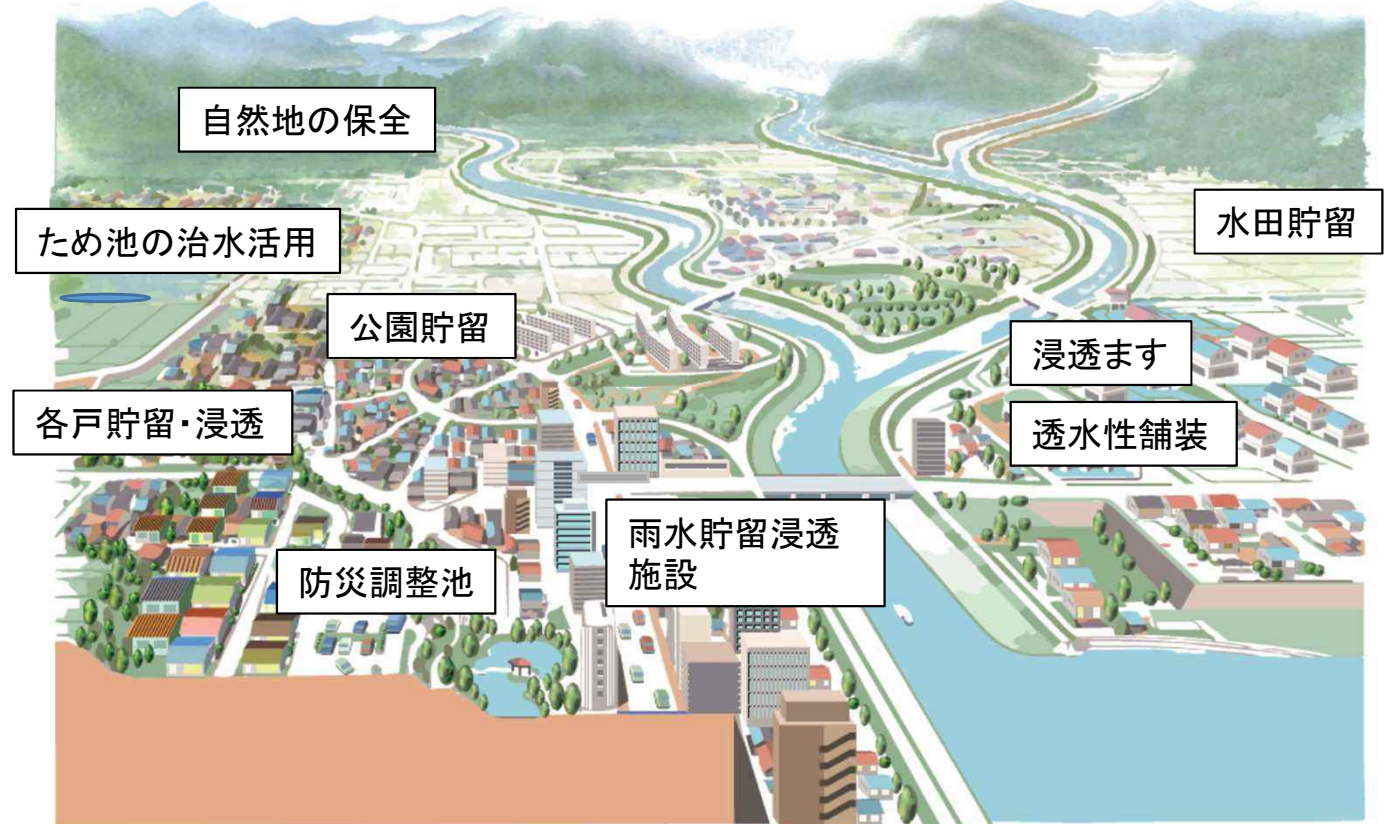 自然地の保全
水田貯留
ため池の治水活用
公園貯留
浸透ます
各戸貯留・浸透
透水性舗装
雨水貯留浸透
施設
防災調整池